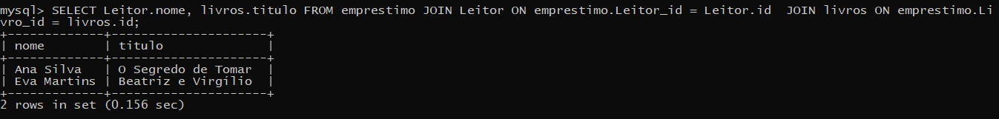 mysql> SELECT Leitor.nome, livros.titulo FROM emprestimo JOIN Leitor ON emprestimo.Leitor_id = Leitor.id  JOIN livros ON emprestimo.Li
vro_id = livros.id;
+-------------+---------------------+
| nome        | titulo              |
+-------------+---------------------+
| Ana Silva   | O Segredo de Tomar  |
| Eva Martins | Beatriz e Virgílio  |
+-------------+---------------------+
2 rows in set (0.156 sec)